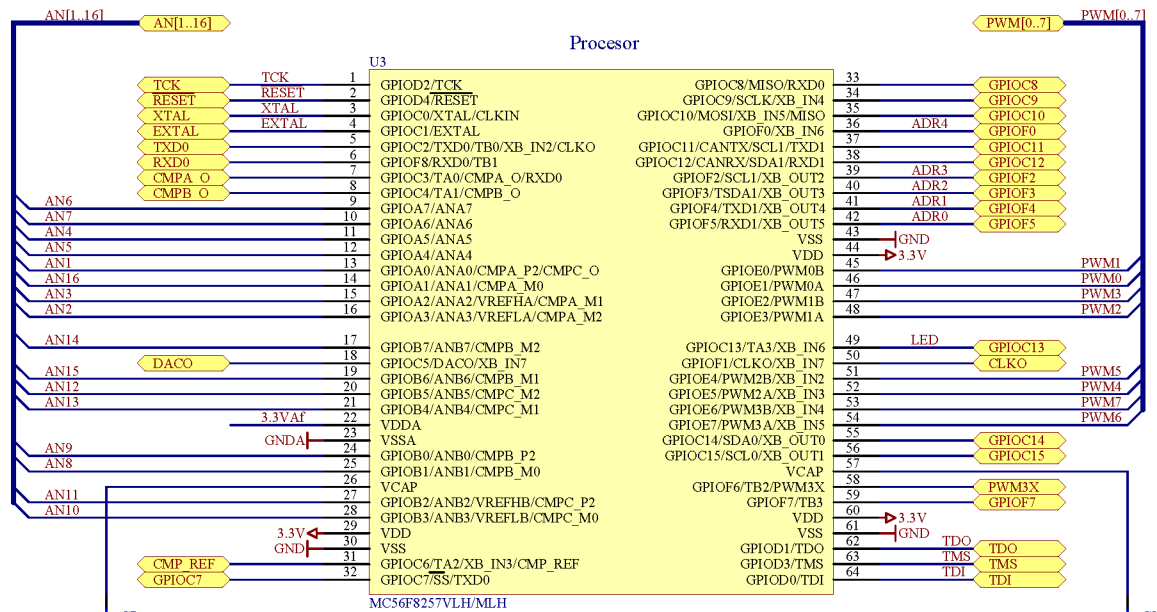 AN[1..16] AN[1..16] PWM[0..7] PWM[0..7]
Procesor
U3
TCK TCK 1 GPIOD2/TCK GPIOC8/MISO/RXD0 33 GPIOC8
RESET RESET 2 GPIOD4/RESET GPIOC9/SCLK/XB_IN4 34 GPIOC9
XTAL XTAL 3 GPIOC0/XTAL/CLKIN GPIOC10/MOSI/XB_IN5/MISO 35 GPIOC10
EXTAL EXTAL 4 GPIOC1/EXTAL GPIOF0/XB_IN6 36 ADR4 GPIOF0
TXD0 5 GPIOC2/TXD0/TB0/XB_IN2/CLKO GPIOC11/CANTX/SCL1/TXD1 37 GPIOC11
RXD0 6 GPIOF8/RXD0/TB1 GPIOC12/CANRX/SDA1/RXD1 38 GPIOC12
CMPA_O 7 GPIOC3/TA0/CMPA_O/RXD0 GPIOF2/SCL1/XB_OUT2 39 ADR3 GPIOF2
CMPB_O 8 GPIOC4/TA1/CMPB_O GPIOF3/TSDA1/XB_OUT3 40 ADR2 GPIOF3
AN6 9 GPIOA7/ANA7 GPIOF4/TXD1/XB_OUT4 41 ADR1 GPIOF4
AN7 10 GPIOA6/ANA6 GPIOF5/RXD1/XB_OUT5 42 ADR0 GPIOF5
AN4 11 GPIOA5/ANA5 VSS 43 GND
AN5 12 GPIOA4/ANA4 VDD 44 3.3V
AN1 13 GPIOA0/ANA0/CMPA_P2/CMPC_O GPIOE0/PWM0B 45 PWM1
AN16 14 GPIOA1/ANA1/CMPA_M0 GPIOE1/PWM0A 46 PWM0
AN3 15 GPIOA2/ANA2/VREFHA/CMPA_M1 GPIOE2/PWM1B 47 PWM3
AN2 16 GPIOA3/ANA3/VREFLA/CMPA_M2 GPIOE3/PWM1A 48 PWM2
AN14 17 GPIOB7/ANB7/CMPB_M2 GPIOC13/TA3/XB_IN6 49 LED GPIOC13
DACO 18 GPIOC5/DACO/XB_IN7 GPIOF1/CLKO/XB_IN7 50 CLKO
AN15 19 GPIOB6/ANB6/CMPB_M1 GPIOE4/PWM2B/XB_IN2 51 PWM5
AN12 20 GPIOB5/ANB5/CMPC_M2 GPIOE5/PWM2A/XB_IN3 52 PWM4
AN13 21 GPIOB4/ANB4/CMPC_M1 GPIOE6/PWM3B/XB_IN4 53 PWM7
3.3VAf 22 VDDA GPIOE7/PWM3A/XB_IN5 54 PWM6
GNDA 23 VSSA GPIOC14/SDA0/XB_OUT0 55 GPIOC14
AN9 24 GPIOB0/ANB0/CMPB_P2 GPIOC15/SCL0/XB_OUT1 56 GPIOC15
AN8 25 GPIOB1/ANB1/CMPB_M0 VCAP 57
26 VCAP GPIOF6/TB2/PWM3X 58 PWM3X
AN11 27 GPIOB2/ANB2/VREFHB/CMPC_P2 GPIOF7/TB3 59 GPIOF7
AN10 28 GPIOB3/ANB3/VREFLB/CMPC_M0 VDD 60 3.3V
3.3V 29 VDD VSS 61 GND
GND 30 VSS GPIOD1/TDO 62 TDO TDO
CMP_REF 31 GPIOC6/TA2/XB_IN3/CMP_REF GPIOD3/TMS 63 TMS TMS
GPIOC7 32 GPIOC7/SS/TXD0 GPIOD0/TDI 64 TDI TDI
MC56F8257VLH/MLH